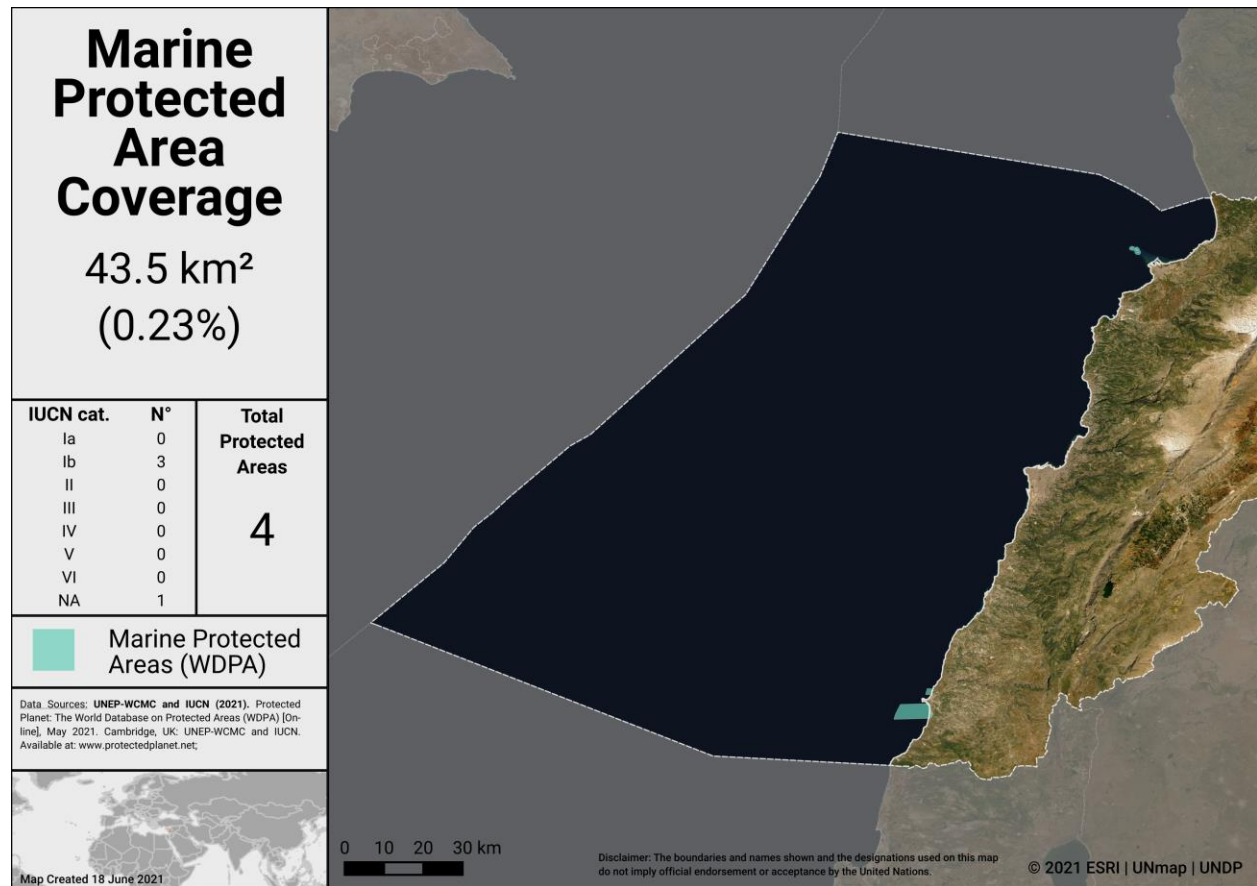 Marine
Protected
Area
Coverage
43.5 km²
(0.23%)
IUCN cat. N°
Ia 0
Ib 3
II 0
III 0
IV 0
V 0
VI 0
NA 1
Total
Protected
Areas
4
Marine Protected
Areas (WDPA)
Data Sources: UNEP-WCMC and IUCN (2021). Protected
Planet: The World Database on Protected Areas (WDPA) [On-
line], May 2021. Cambridge, UK: UNEP-WCMC and IUCN.
Available at: www.protectedplanet.net;
Map Created 18 June 2021
0 10 20 30 km
Disclaimer: The boundaries and names shown and the designations used on this map
do not imply official endorsement or acceptance by the United Nations.
© 2021 ESRI | UNmap | UNDP